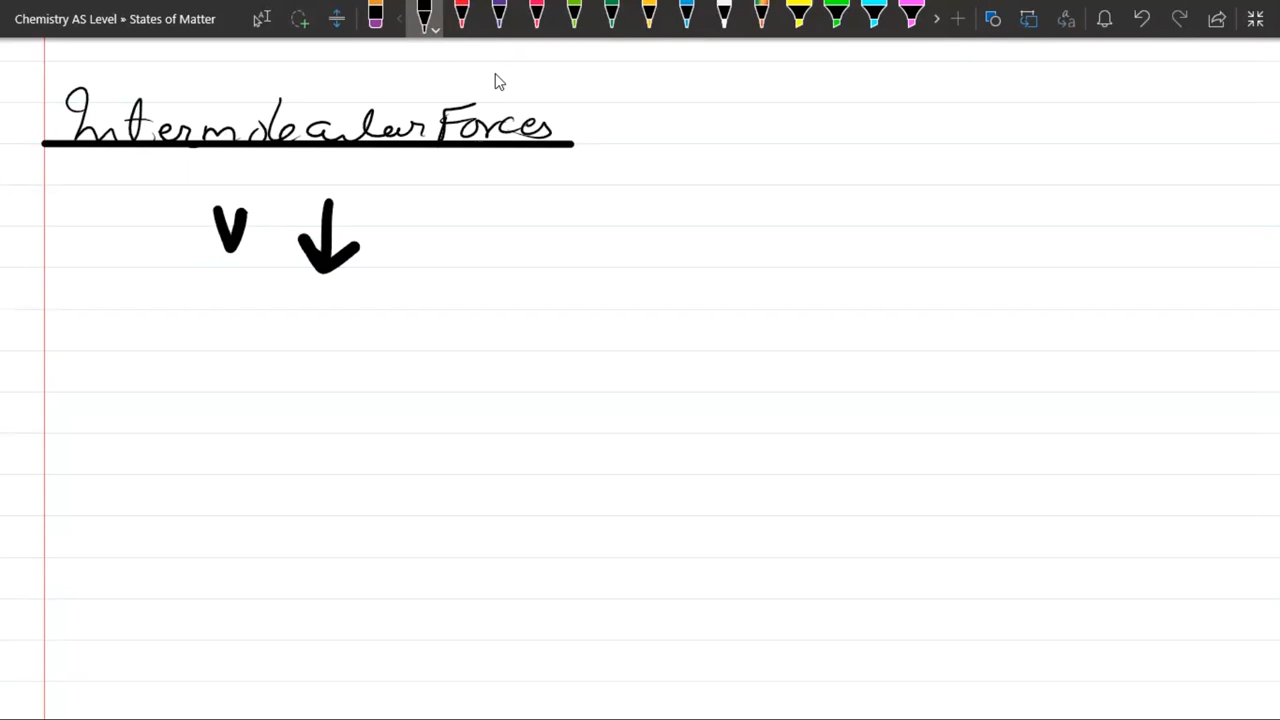 Chemistry AS Level » States of Matter
Intermolecular Forces
v ↓